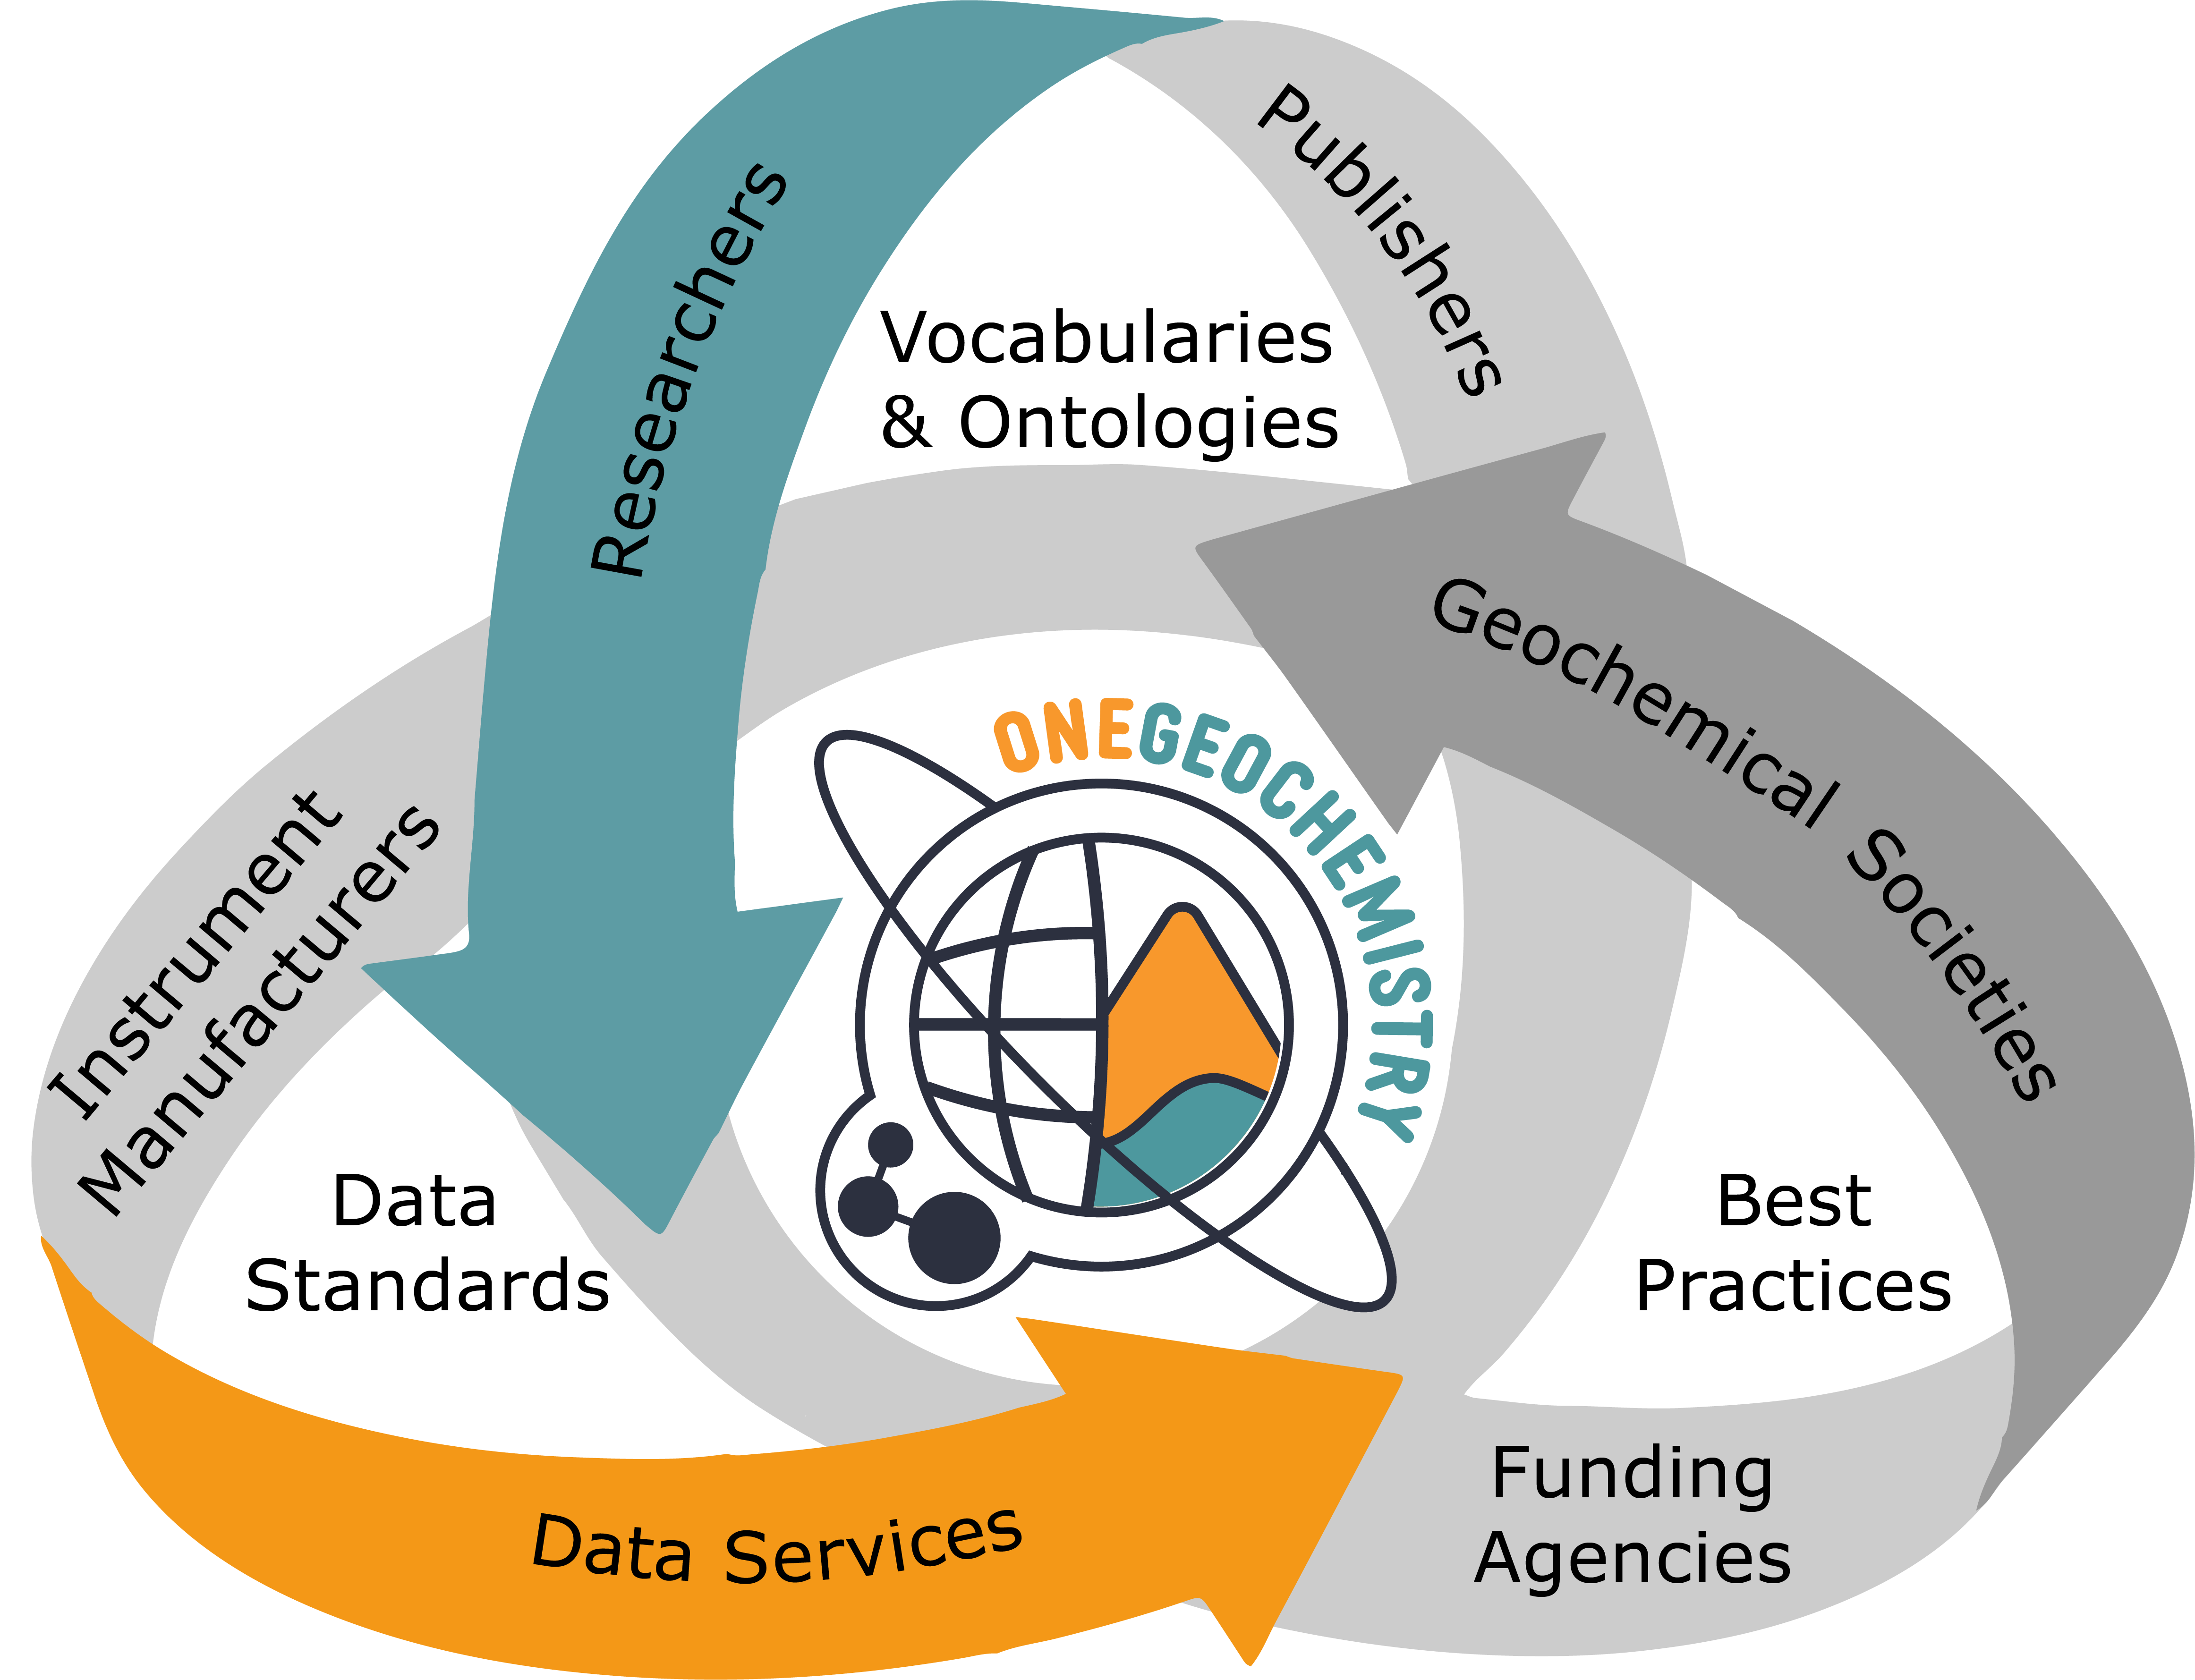 Researchers
Publishers
Vocabularies
& Ontologies
Geochemical Societies
ONEGEOCHEMISTRY
Instrument
Manufacturers
Data
Standards
Best
Practices
Data Services
Funding
Agencies